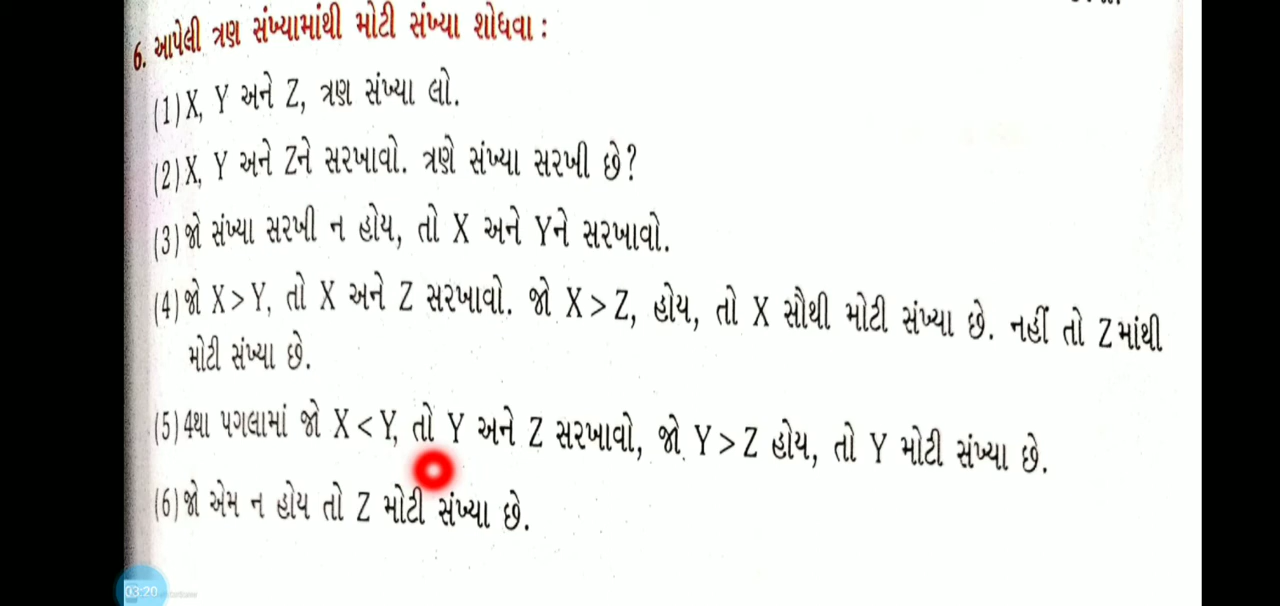 6. આપેલી ત્રણ સંખ્યામાંથી મોટી સંખ્યા શોધવા :
(1) X, Y અને Z, ત્રણ સંખ્યા લો.
(2) X, Y અને Zને સરખાવો. ત્રણે સંખ્યા સરખી છે?
(3) જો સંખ્યા સરખી ન હોય, તો X અને Yને સરખાવો.
(4) જો X > Y, તો X અને Z સરખાવો. જો X > Z, હોય, તો X સૌથી મોટી સંખ્યા છે. નહીં તો Zમાંથી
મોટી સંખ્યા છે.
(5) 4થા પગલામાં જો X < Y, તો Y અને Z સરખાવો, જો Y > Z હોય, તો Y મોટી સંખ્યા છે.
(6) જો એમ ન હોય તો Z મોટી સંખ્યા છે.
03:20